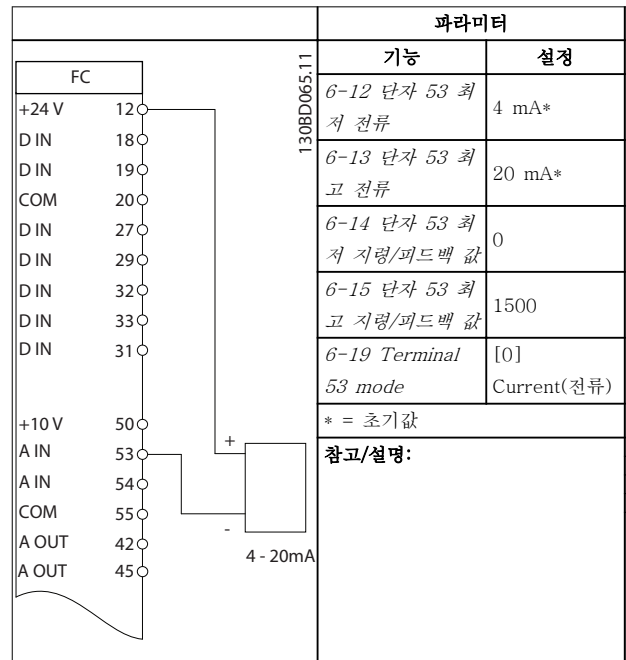 파라미터
기능 설정
6-12 단자 53 최
저 전류
4 mA*
6-13 단자 53 최
고 전류
20 mA*
6-14 단자 53 최
저 지령/피드백 값
0
6-15 단자 53 최
고 지령/피드백 값
1500
6-19 Terminal
53 mode
[0]
Current(전류)
* = 초기값
참고/설명:
130BD065.11
FC
+24 V 12
D IN 18
D IN 19
COM 20
D IN 27
D IN 29
D IN 32
D IN 33
D IN 31
+10 V 50
A IN 53
A IN 54
COM 55
A OUT 42
A OUT 45
+
-
4 - 20mA